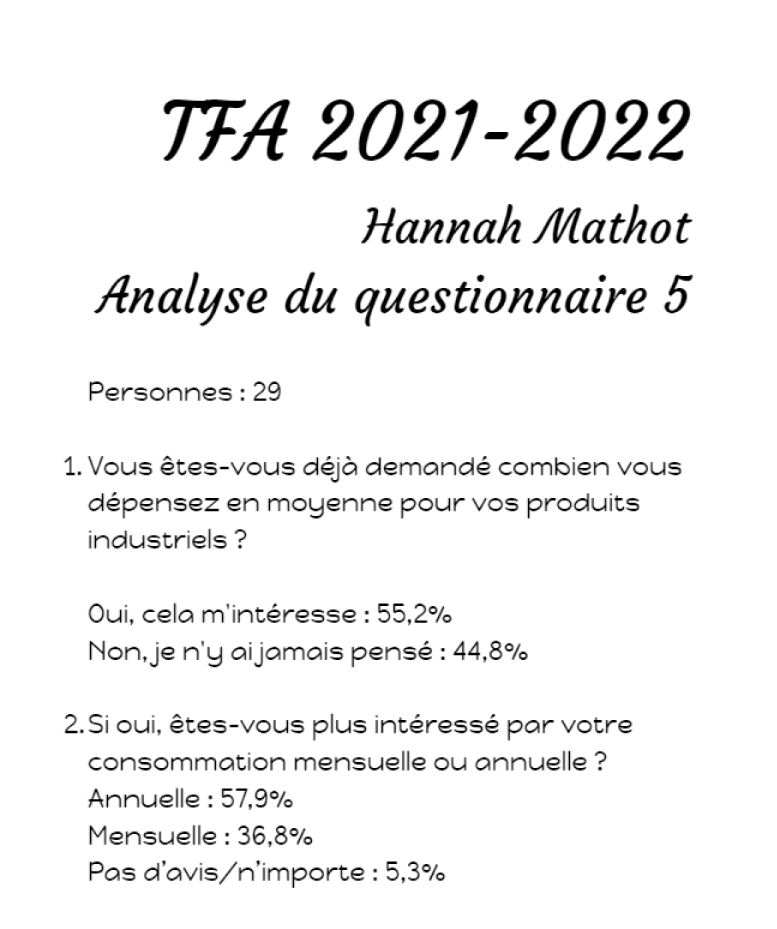 TFA 2021-2022
Hannah Mathot
Analyse du questionnaire 5
Personnes : 29
1. Vous êtes-vous déjà demandé combien vous
dépensez en moyenne pour vos produits
industriels ?
Oui, cela m'intéresse : 55,2%
Non, je n'y ai jamais pensé : 44,8%
2. Si oui, êtes-vous plus intéressé par votre
consommation mensuelle ou annuelle ?
Annuelle : 57,9%
Mensuelle : 36,8%
Pas d’avis/n’importe : 5,3%